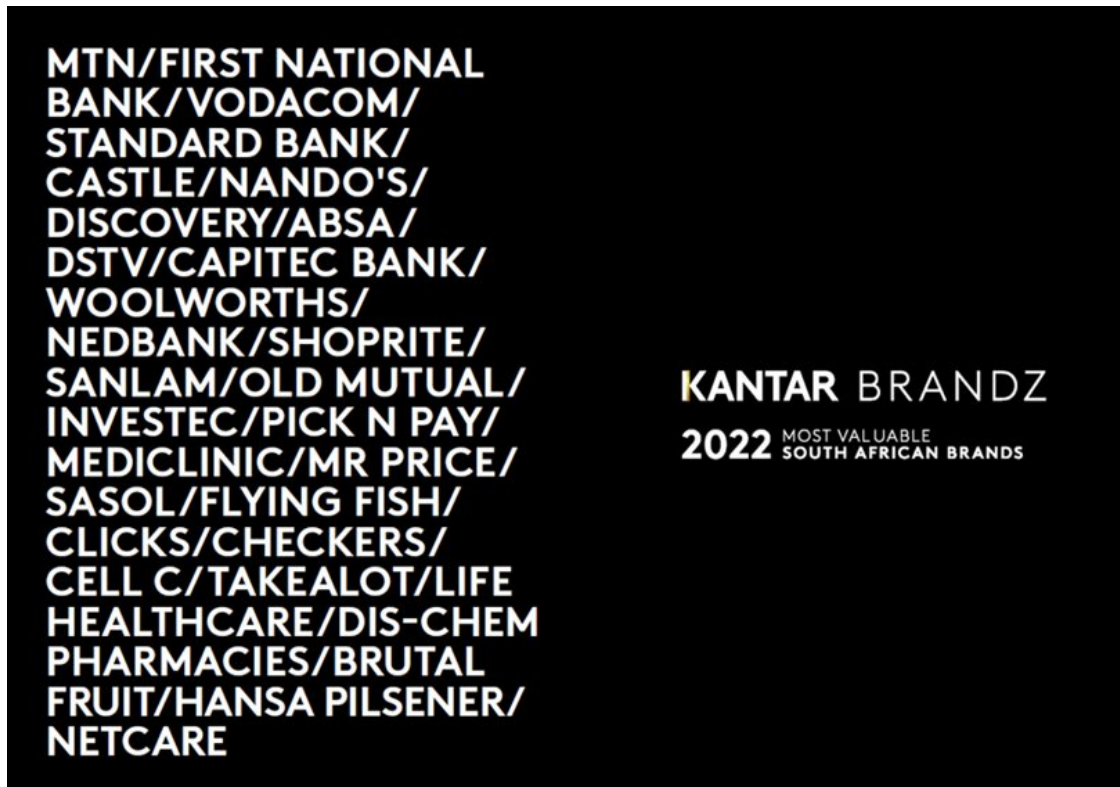 MTN/FIRST NATIONAL
BANK/VODACOM/
STANDARD BANK/
CASTLE/NANDO'S/
DISCOVERY/ABSA/
DSTV/CAPITEC BANK/
WOOLWORTHS/
NEDBANK/SHOPRITE/
SANLAM/OLD MUTUAL/
INVESTEC/PICK N PAY/
MEDICLINIC/MR PRICE/
SASOL/FLYING FISH/
CLICKS/CHECKERS/
CELL C/TAKEALOT/LIFE
HEALTHCARE/DIS-CHEM
PHARMACIES/BRUTAL
FRUIT/HANSA PILSENER/
NETCARE
KANTAR BRANDZ
2022 MOST VALUABLE
SOUTH AFRICAN BRANDS